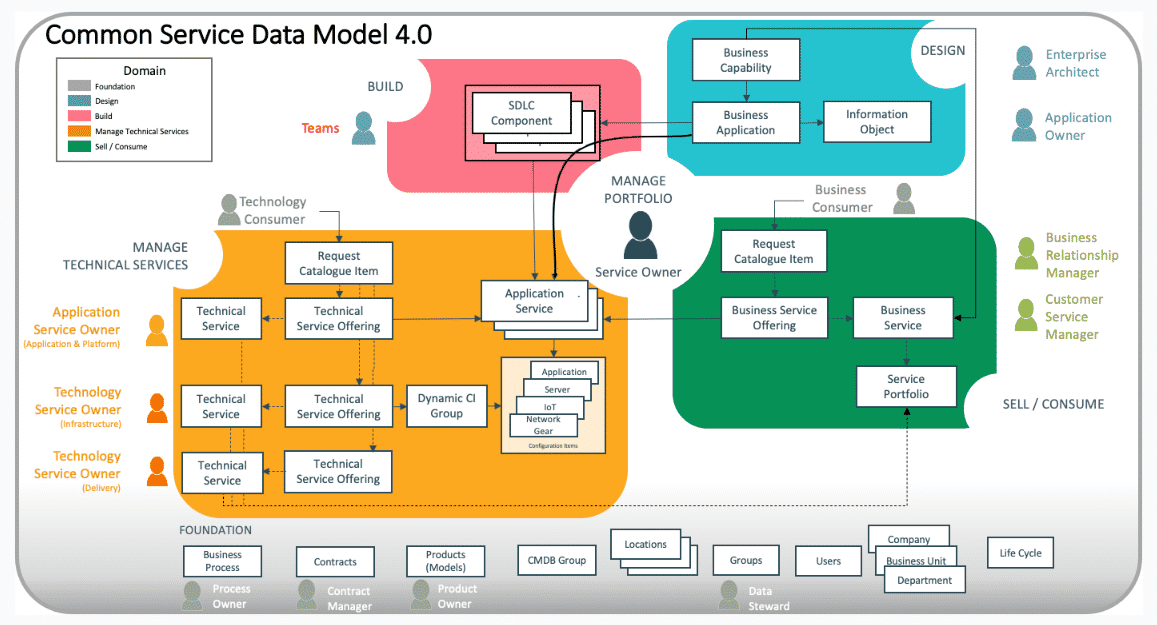 Common Service Data Model 4.0
Domain
Foundation
Design
Build
Manage Technical Services
Sell / Consume
BUILD
Teams
SDLC
Component
DESIGN
Business
Capability
Business
Application
Information
Object
Enterprise
Architect
Application
Owner
MANAGE
PORTFOLIO
Service Owner
Technology
Consumer
Business
Consumer
MANAGE
TECHNICAL SERVICES
Request
Catalogue Item
Application
Service Owner
(Application & Platform)
Technical
Service
Technical
Service Offering
Application
Service
Technology
Service Owner
(Infrastructure)
Technical
Service
Technical
Service Offering
Dynamic CI
Group
Application
Server
IoT
Network
Gear
Configuration Items
Technology
Service Owner
(Delivery)
Technical
Service
Technical
Service Offering
Request
Catalogue Item
Business Service
Offering
Business
Service
Service
Portfolio
SELL / CONSUME
Business
Relationship
Manager
Customer
Service
Manager
FOUNDATION
Business
Process
Contracts
Products
(Models)
CMDB Group
Locations
Groups
Users
Company
Business Unit
Department
Life Cycle
Process
Owner
Contract
Manager
Product
Owner
Data
Steward